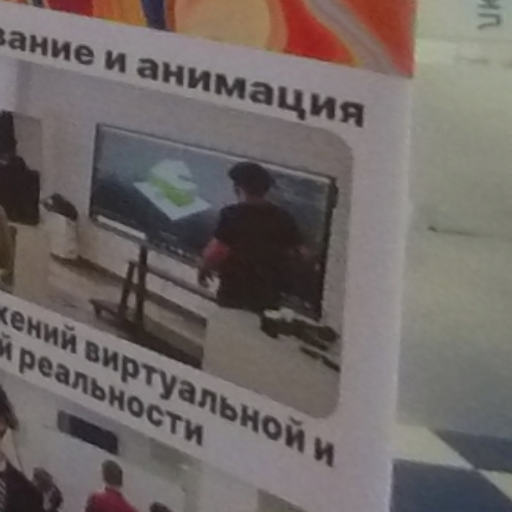 вание и анимация
жений виртуальной и
й реальности